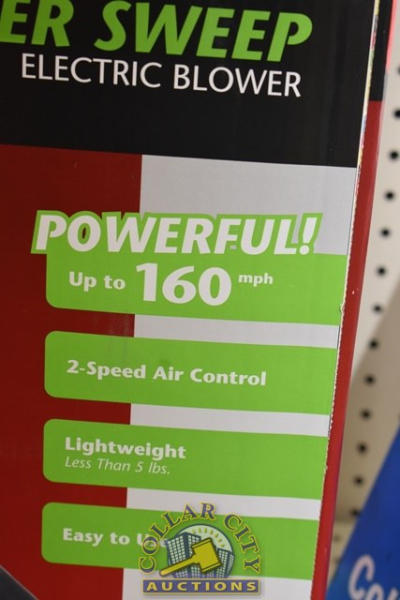 ER SWEEP
ELECTRIC BLOWER
POWERFUL!
Up to 160 mph
2-Speed Air Control
Lightweight
Less Than 5 lbs.
Easy to
COLLAR CITY
AUCTIONS